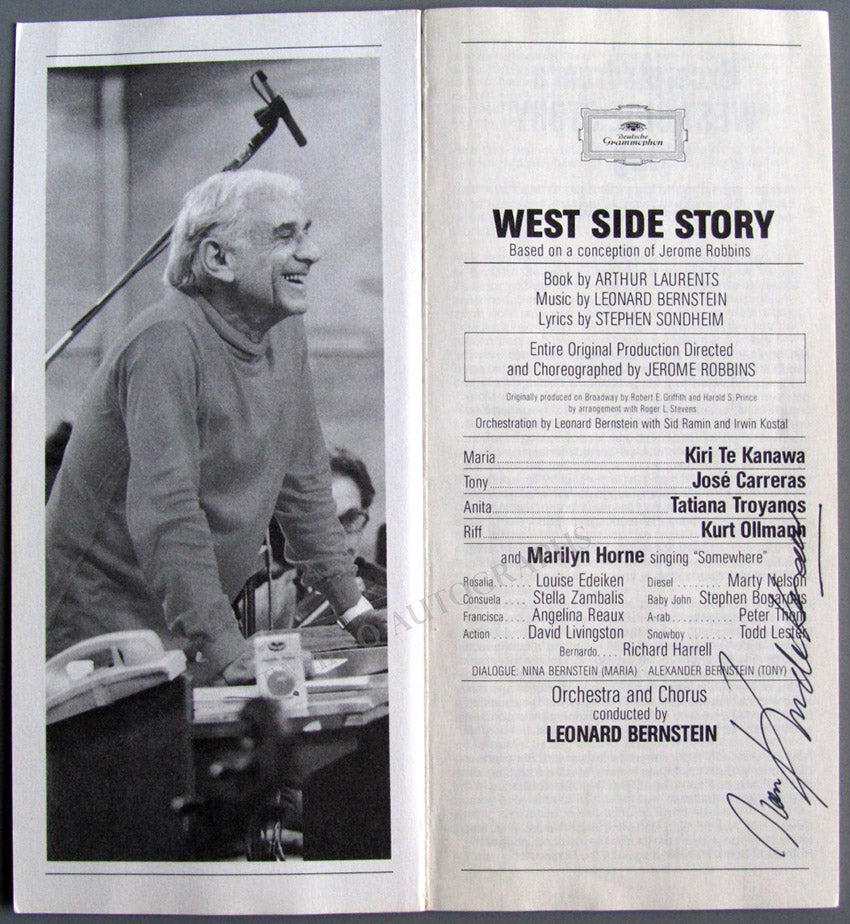 Deutsche
Grammophon
WEST SIDE STORY
Based on a conception of Jerome Robbins
Book by ARTHUR LAURENTS
Music by LEONARD BERNSTEIN
Lyrics by STEPHEN SONDHEIM
Entire Original Production Directed
and Choreographed by JEROME ROBBINS
Originally produced on Broadway by Robert E. Griffith and Harold S. Prince
by arrangement with Roger L. Stevens
Orchestration by Leonard Bernstein with Sid Ramin and Irwin Kostal
Maria Kiri Te Kanawa
Tony José Carreras
Anita Tatiana Troyanos
Riff Kurt Ollmann
and Marilyn Horne singing "Somewhere"
Rosalia Louise Edeiken Diesel Marty Nelson
Consuela Stella Zambalis Baby John Stephen Bogardus
Francisca Angelina Reaux A-rab Peter Thom
Action David Livingston Snowboy Todd Lester
Bernardo Richard Harrell
DIALOGUE: NINA BERNSTEIN (MARIA) ALEXANDER BERNSTEIN (TONY)
Orchestra and Chorus
conducted by
LEONARD BERNSTEIN
AUTOGRAPHS